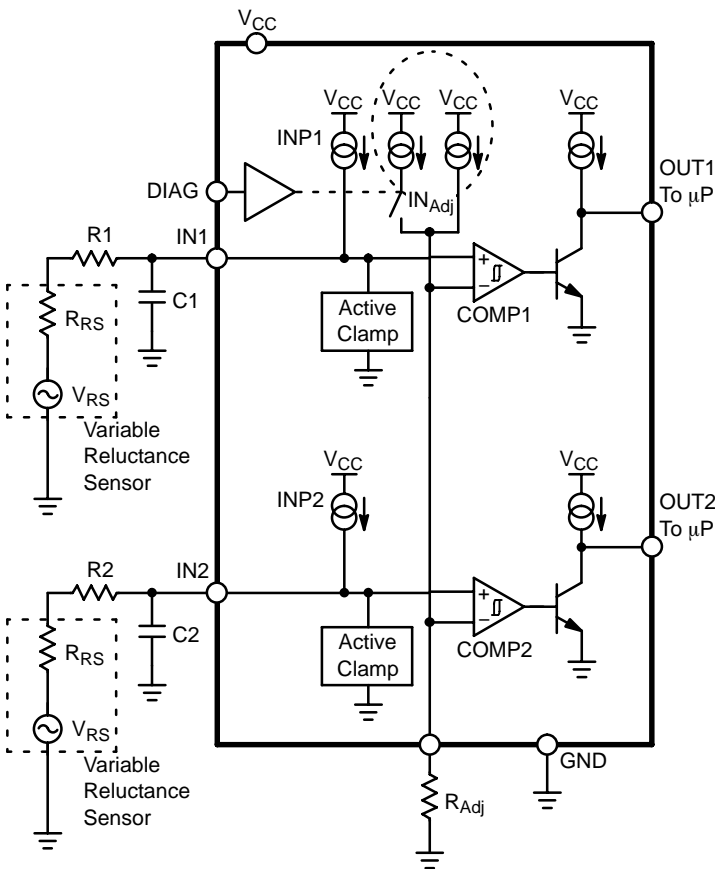 VCC
VCC
VCC
VCC
VCC
INP1
OUT1
To µP
DIAG
INAdj
R1
IN1
+
−
C1
RRS
Active
Clamp
COMP1
VRS
Variable
Reluctance
Sensor
VCC
VCC
INP2
OUT2
To µP
R2
IN2
+
−
C2
RRS
Active
Clamp
COMP2
VRS
GND
Variable
Reluctance
Sensor
RAdj